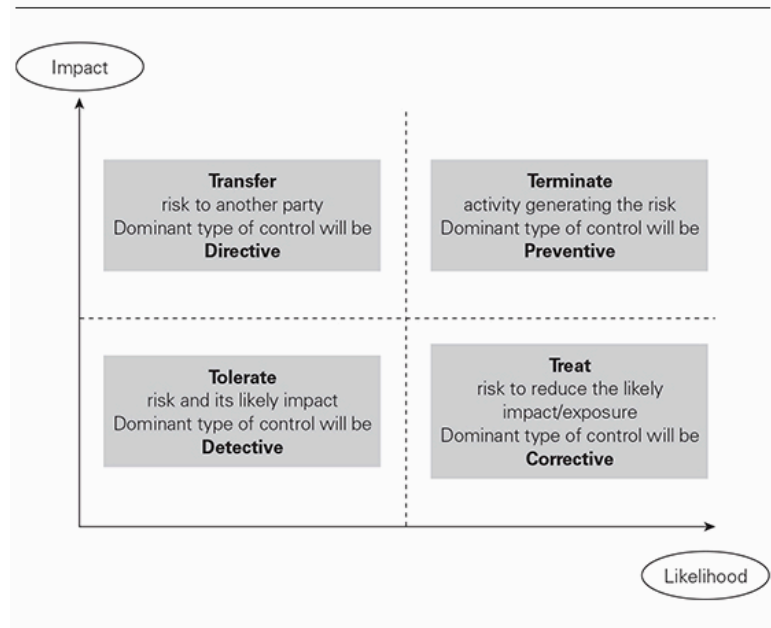 Impact
Transfer
risk to another party
Dominant type of control will be
Directive
Terminate
activity generating the risk
Dominant type of control will be
Preventive
Tolerate
risk and its likely impact
Dominant type of control will be
Detective
Treat
risk to reduce the likely
impact/exposure
Dominant type of control will be
Corrective
Likelihood